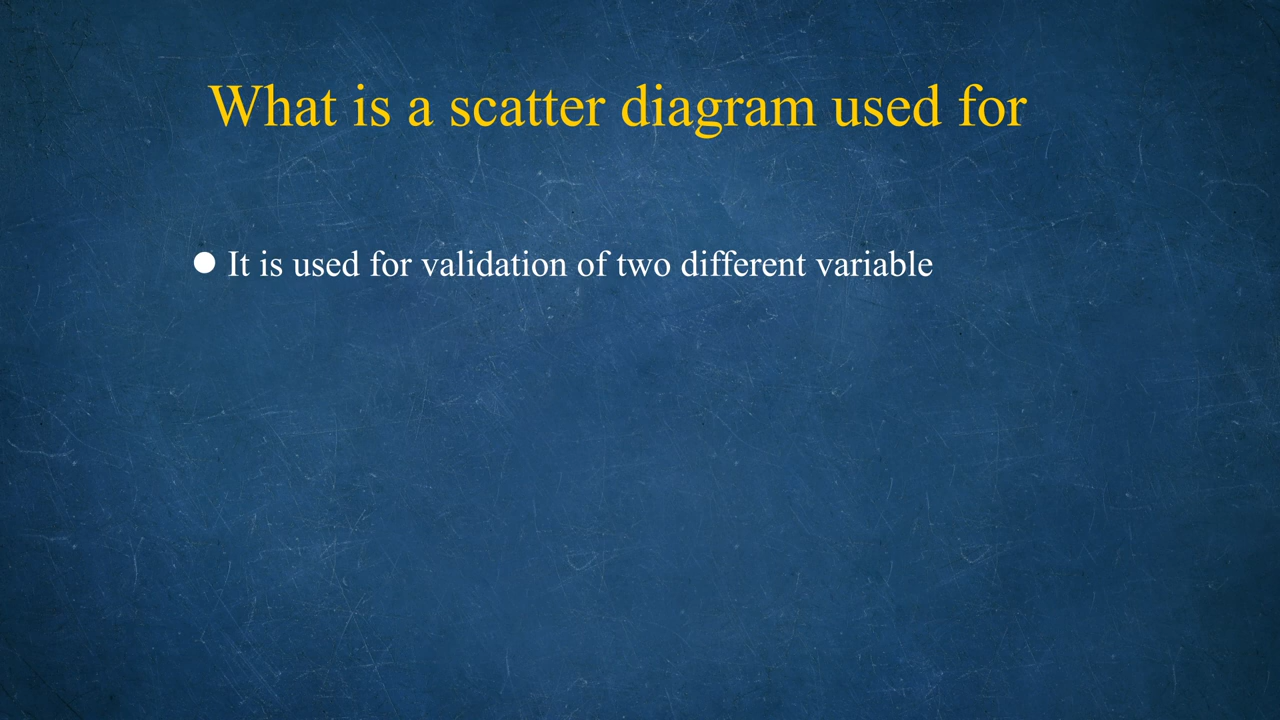 What is a scatter diagram used for
It is used for validation of two different variable